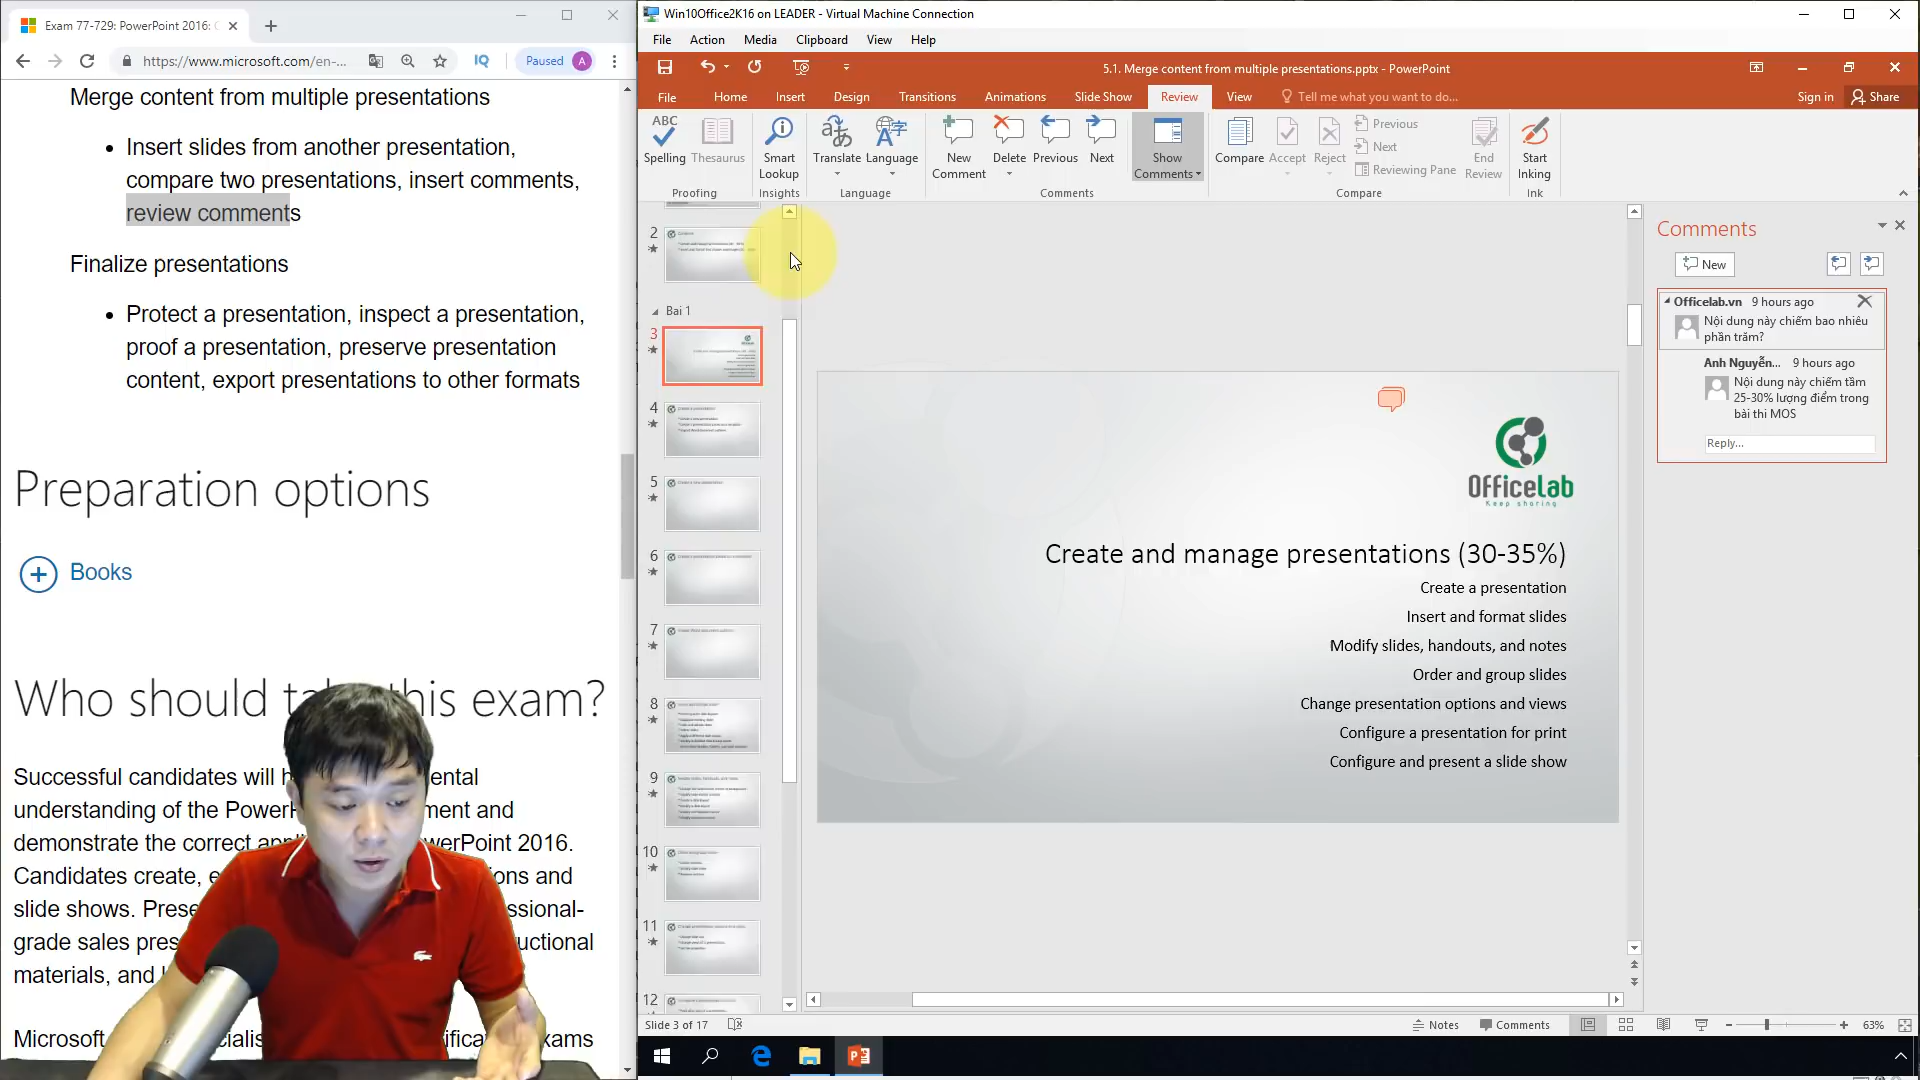 Exam 77-729: PowerPoint 2016:
https://www.microsoft.com/en-...
Paused
A
Merge content from multiple presentations
Insert slides from another presentation,
compare two presentations, insert comments,
review comments
Finalize presentations
Protect a presentation, inspect a presentation,
proof a presentation, preserve presentation
content, export presentations to other formats
Preparation options
Books
Who should this exam?
Successful candidates will
understanding of the ment and
demonstrate the correct werPoint 2016.
Candidates create,
slide shows.
grade sales
materials, and
Microsoft
Win10Office2K16 on LEADER - Virtual Machine Connection
File Action Media Clipboard View Help
5.1. Merge content from multiple presentations.pptx - PowerPoint
File Home Insert Design Transitions Animations Slide Show Review View Tell me what you want to do... Sign in Share
ABC
Spelling Thesaurus Smart Lookup Translate Language New Comment Delete Previous Next Show Comments Compare Accept Reject Previous Next Reviewing Pane End Review Start Inking
Proofing Insights Language Comments Compare Ink
2
Bai 1
3
4
5
6
7
8
9
10
11
12
OfficeLab
Keep sharing
Create and manage presentations (30-35%)
Create a presentation
Insert and format slides
Modify slides, handouts, and notes
Order and group slides
Change presentation options and views
Configure a presentation for print
Configure and present a slide show
Comments
New
Officelab.vn 9 hours ago
Nội dung này chiếm bao nhiêu
phần trăm?
Anh Nguyễn... 9 hours ago
Nội dung này chiếm tầm
25-30% lượng điểm trong
bài thi MOS
Reply...
Slide 3 of 17 Notes Comments 63%